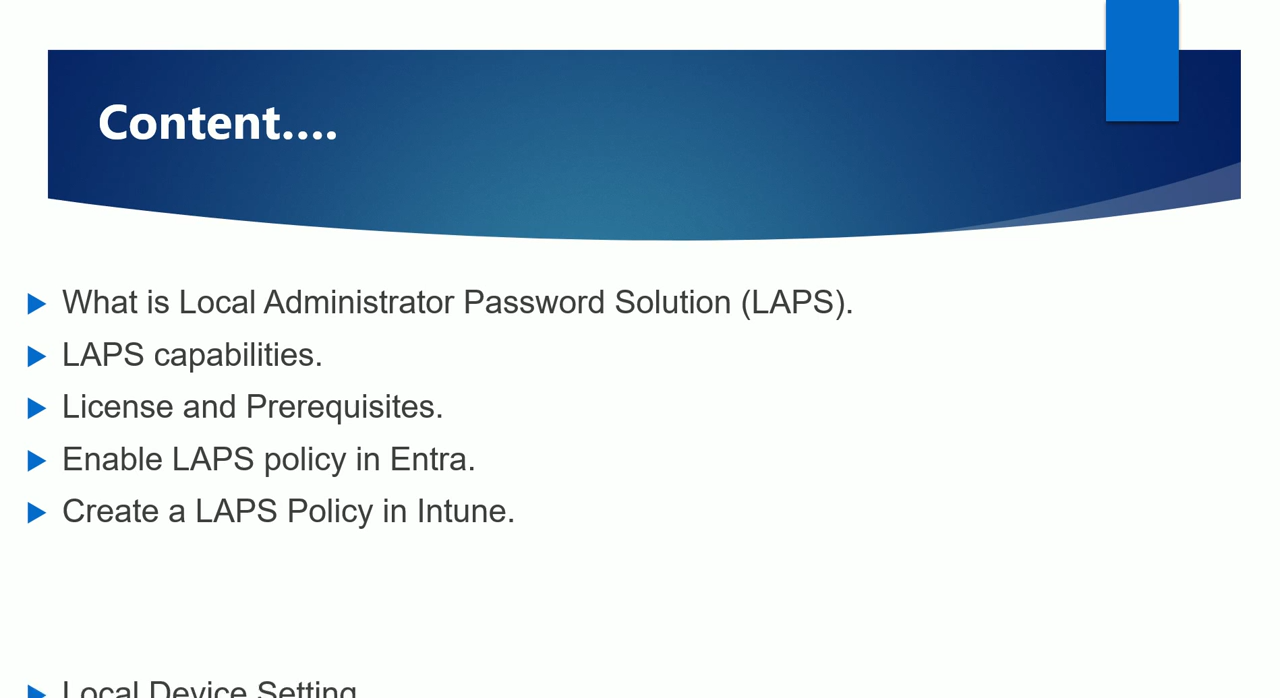 Content....
What is Local Administrator Password Solution (LAPS).
LAPS capabilities.
License and Prerequisites.
Enable LAPS policy in Entra.
Create a LAPS Policy in Intune.
Local Device Setting